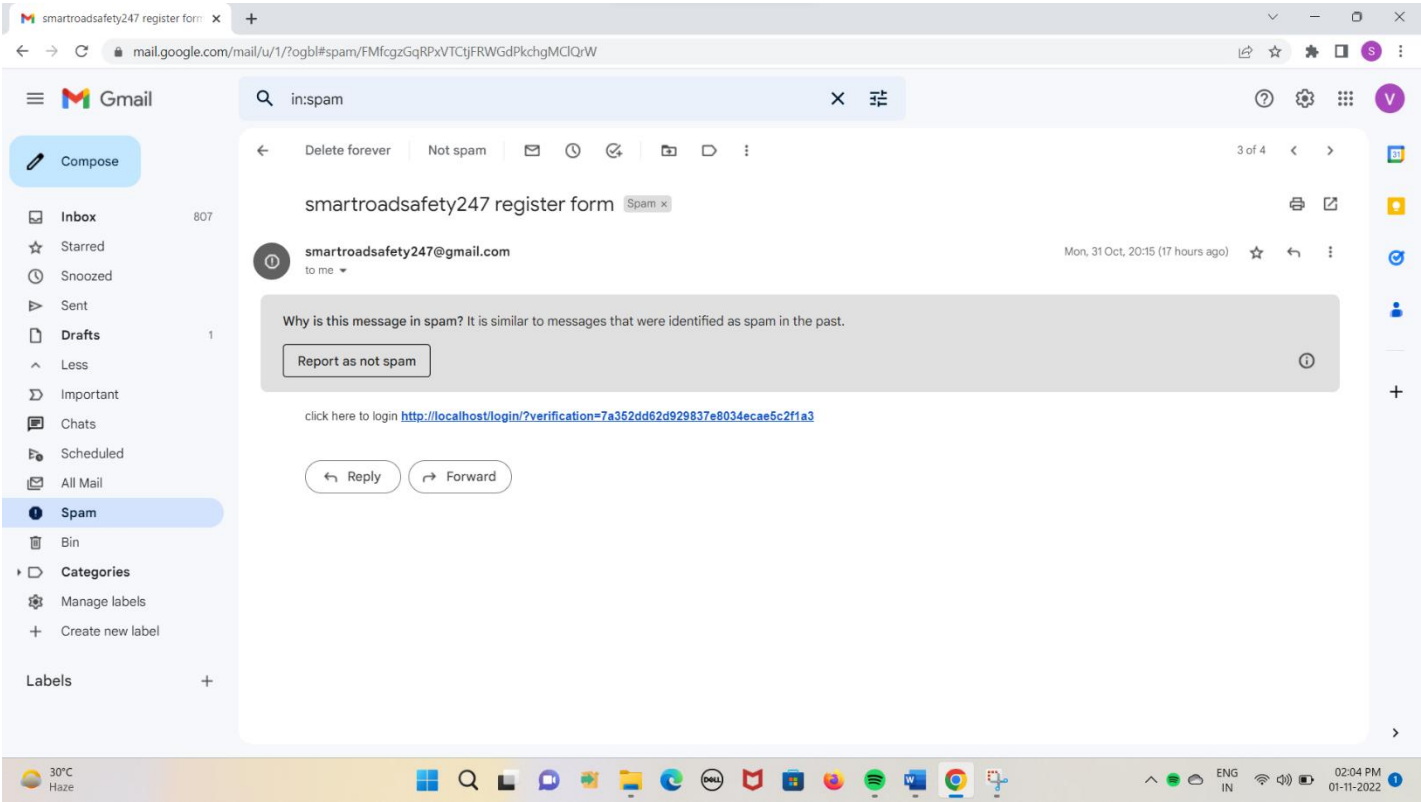 smartroadsafety247 register form
mail.google.com/mail/u/1/?ogbl#spam/FMfcgzGqRPxVTCtjFRWGdPkchgMClQrW
S
Gmail
in:spam
V
Compose
Delete forever
Not spam
3 of 4
31
smartroadsafety247 register form Spam ×
Inbox 807
Starred
smartroadsafety247@gmail.com
Mon, 31 Oct, 20:15 (17 hours ago)
to me
Snoozed
Sent
Why is this message in spam? It is similar to messages that were identified as spam in the past.
Drafts 1
Less
Report as not spam
Important
click here to login http://localhost/login/?verification=7a352dd62d929837e8034ecae5c2f1a3
Chats
Scheduled
All Mail
Reply
Forward
Spam
Bin
Categories
Manage labels
Create new label
Labels
30°C
Haze
DELL
W
ENG
IN
02:04 PM
01-11-2022
1